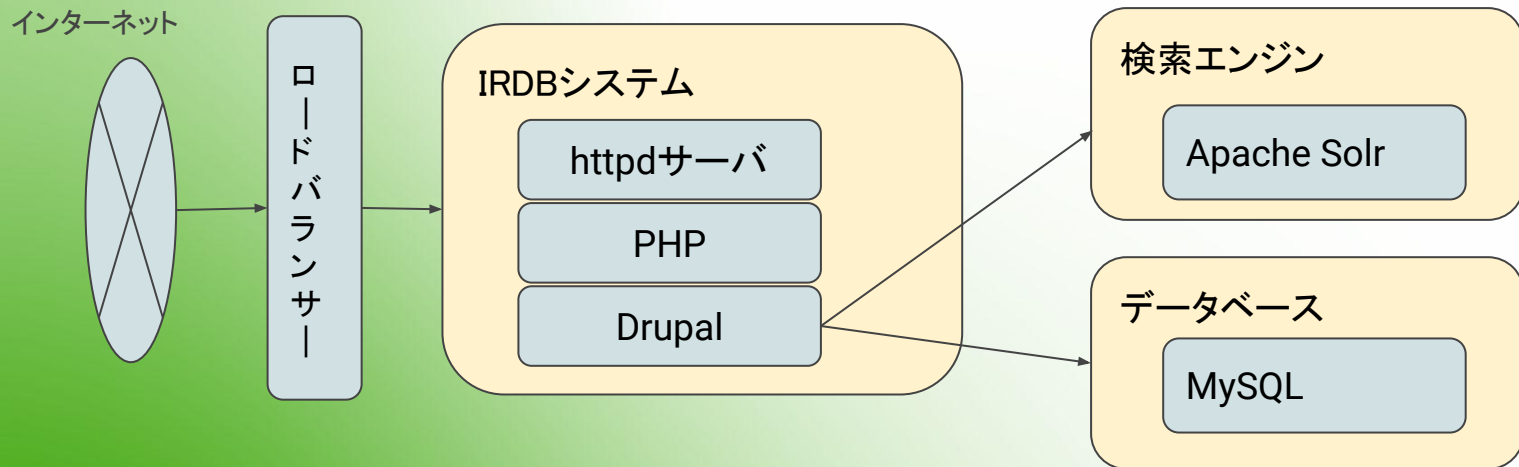 インターネット
ロードバランサー
IRDBシステム
httpdサーバ
PHP
Drupal
検索エンジン
Apache Solr
データベース
MySQL